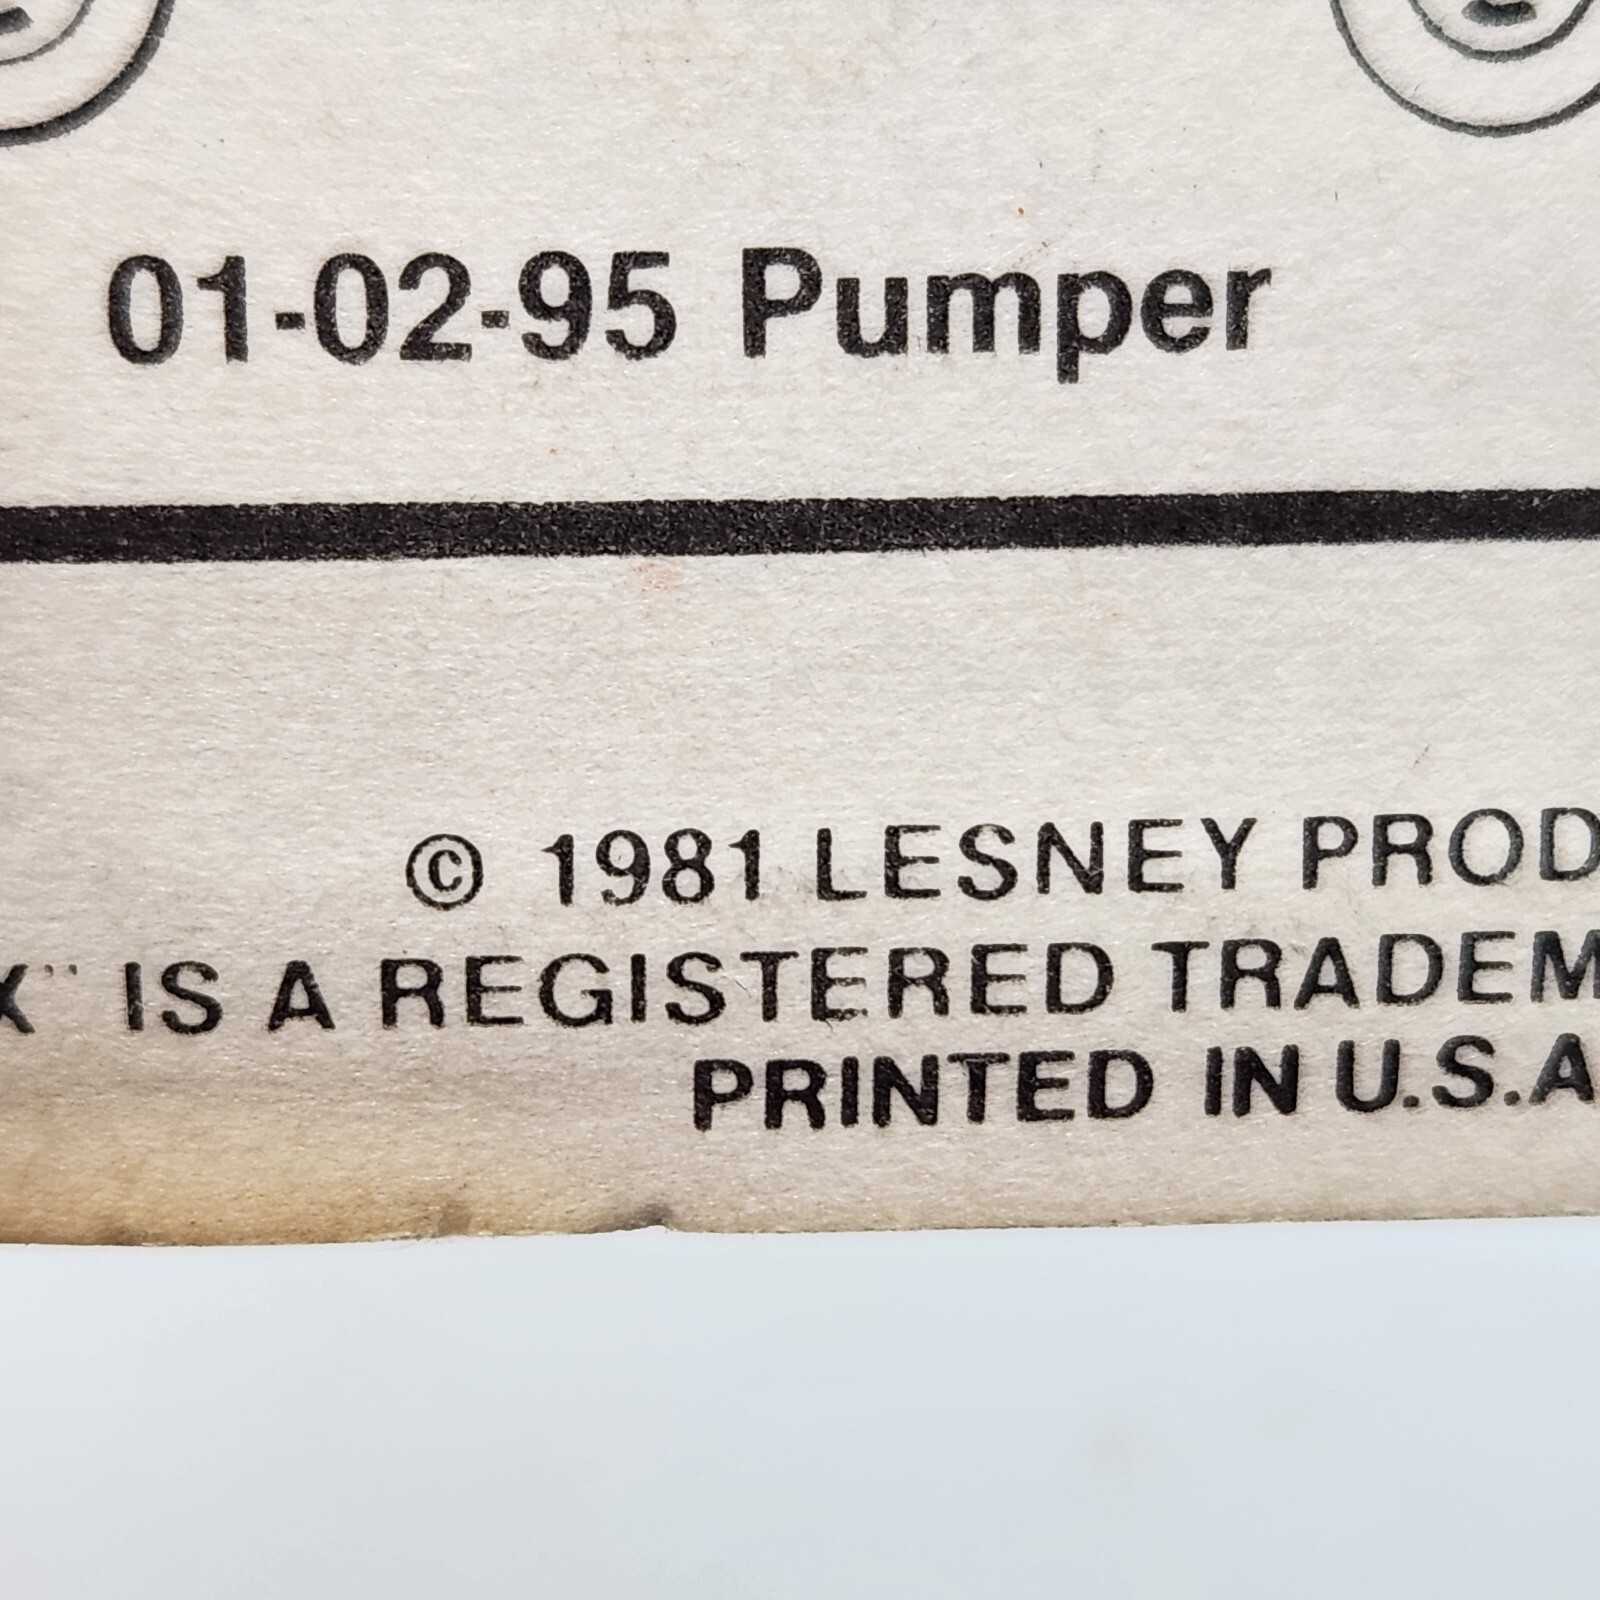 01-02-95 Pumper
© 1981 LESNEY PROD
X" IS A REGISTERED TRADEM
PRINTED IN U.S.A